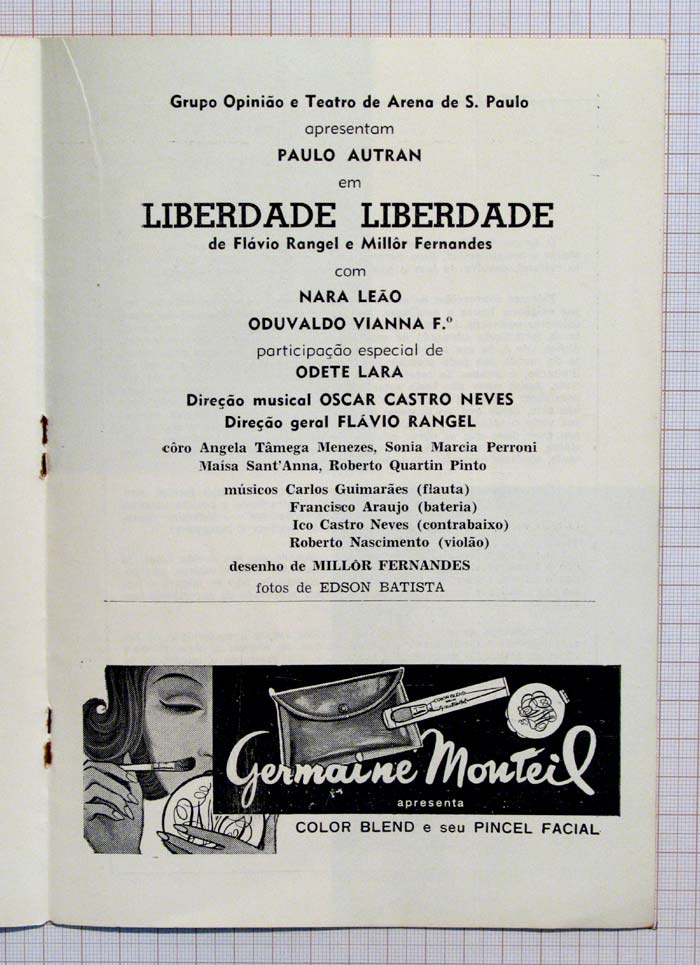 Grupo Opinião e Teatro de Arena de S. Paulo
apresentam
PAULO AUTRAN
em
LIBERDADE LIBERDADE
de Flávio Rangel e Millôr Fernandes
com
NARA LEÃO
ODUVALDO VIANNA F.º
participação especial de
ODETE LARA
Direção musical OSCAR CASTRO NEVES
Direção geral FLÁVIO RANGEL
côro Angela Tâmega Menezes, Sonia Marcia Perroni
Maísa Sant'Anna, Roberto Quartin Pinto
músicos Carlos Guimarães (flauta)
Francisco Araujo (bateria)
Ico Castro Neves (contrabaixo)
Roberto Nascimento (violão)
desenho de MILLÔR FERNANDES
fotos de EDSON BATISTA
Germaine Monteil
apresenta
COLOR BLEND e seu PINCEL FACIAL